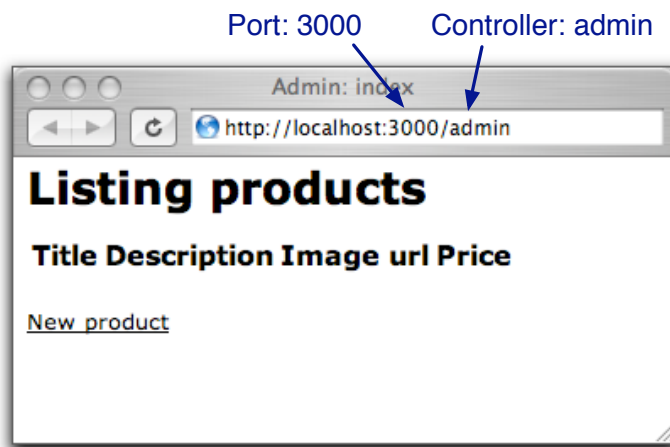 Port: 3000 Controller: admin
Admin: index
http://localhost:3000/admin
Listing products
Title Description Image url Price
New product